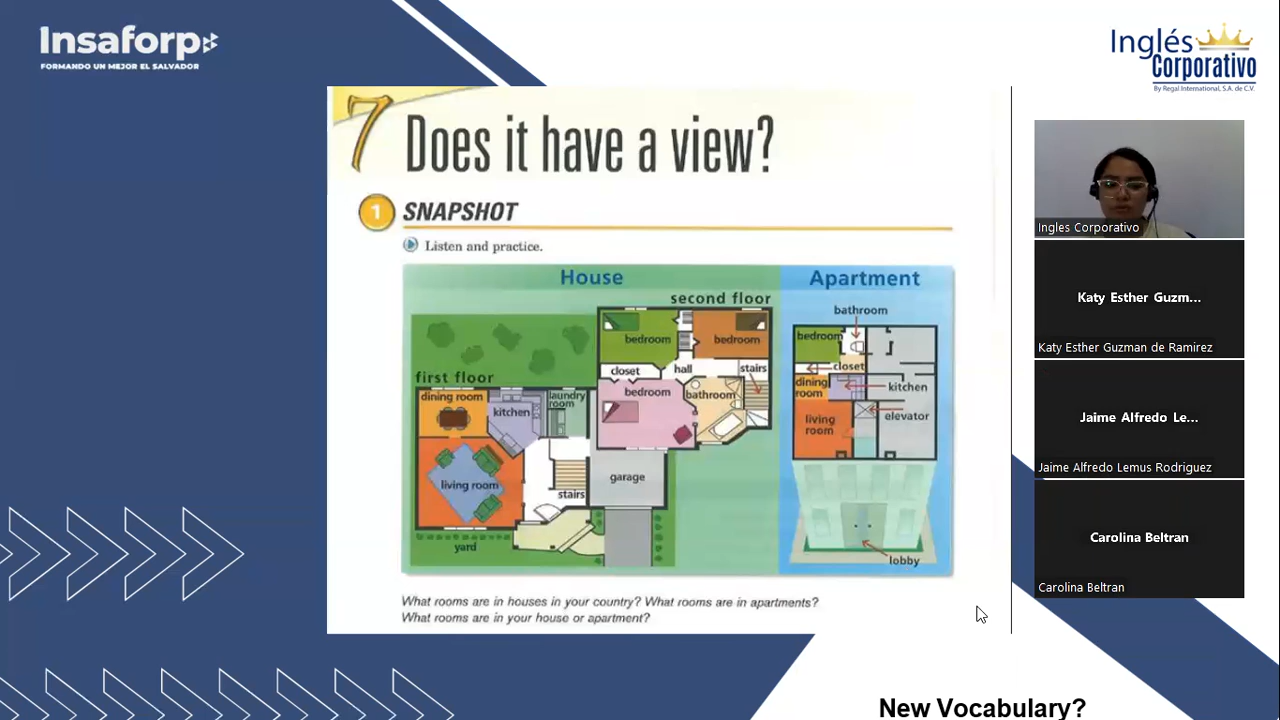 Insaforp
FORMANDO UN MEJOR EL SALVADOR
Inglés
Corporativo
By Regal International, S.A. de C.V.
7 Does it have a view?
1 SNAPSHOT
Listen and practice.
House
second floor
bedroom
bedroom
closet
hall
stairs
bedroom
bathroom
first floor
dining room
kitchen
laundry
room
living room
stairs
garage
yard
Apartment
bathroom
bedroom
closet
dining
room
kitchen
living
room
elevator
lobby
What rooms are in houses in your country? What rooms are in apartments?
What rooms are in your house or apartment?
Ingles Corporativo
Katy Esther Guzm...
Katy Esther Guzman de Ramirez
Jaime Alfredo Le...
Jaime Alfredo Lemus Rodriguez
Carolina Beltran
Carolina Beltran
New Vocabulary?